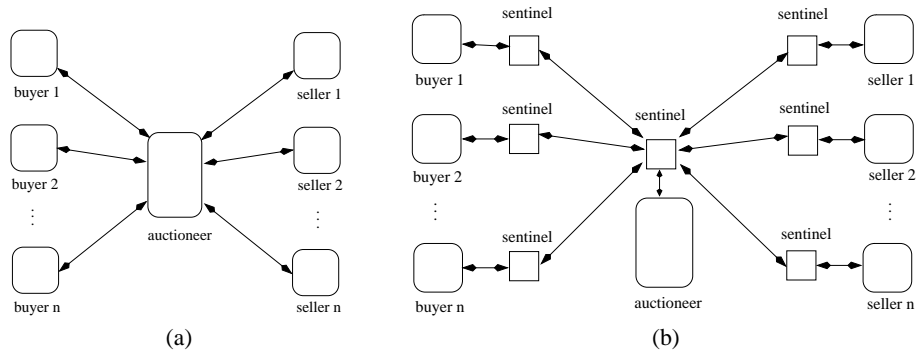 sentinel
sentinel
buyer 1
seller 1
buyer 1
seller 1
sentinel
sentinel
sentinel
buyer 2
seller 2
buyer 2
seller 2
...
...
...
...
auctioneer
sentinel
sentinel
buyer n
seller n
buyer n
auctioneer
seller n
(a)
(b)